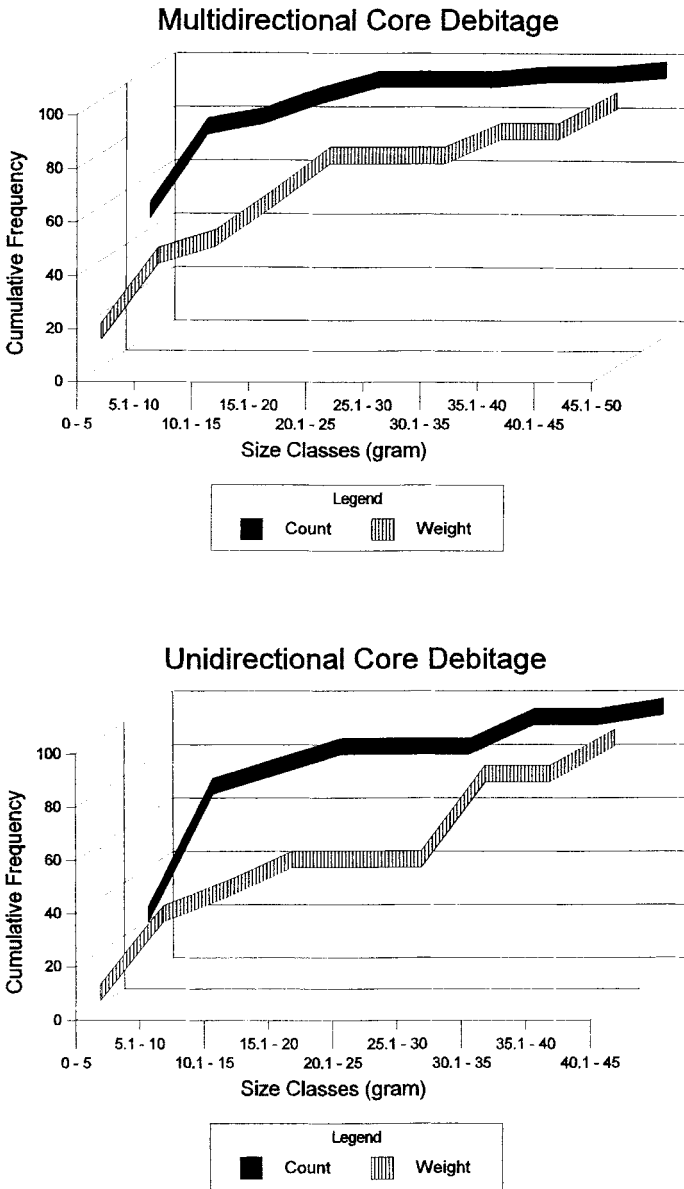 Multidirectional Core Debitage
100
80
60
40
20
0
Cumulative Frequency
5.1 - 10 15.1 - 20 25.1 - 30 35.1 - 40 45.1 - 50
0 - 5 10.1 - 15 20.1 - 25 30.1 - 35 40.1 - 45
Size Classes (gram)
Legend
Count Weight
Unidirectional Core Debitage
100
80
60
40
20
0
Cumulative Frequency
5.1 - 10 15.1 - 20 25.1 - 30 35.1 - 40
0 - 5 10.1 - 15 20.1 - 25 30.1 - 35 40.1 - 45
Size Classes (gram)
Legend
Count Weight